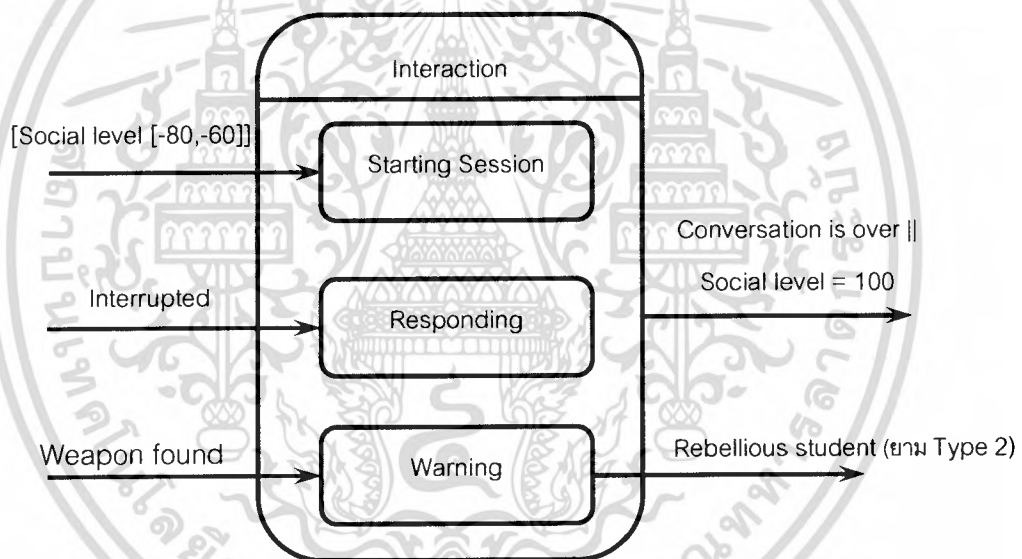 Interaction
[Social level [-80,-60]]
Starting Session
Conversation is over ||
Social level = 100
Interrupted
Responding
Weapon found
Warning
Rebellious student (ยาม Type 2)